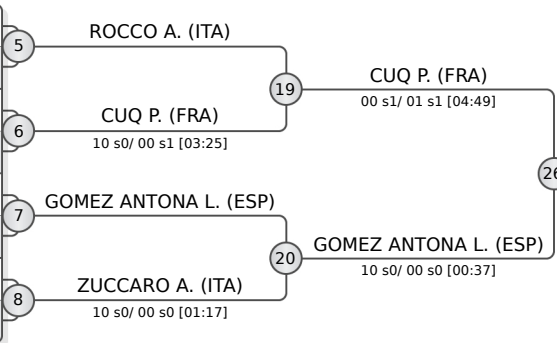 5
ROCCO A. (ITA)
19
CUQ P. (FRA)
00 s1/ 01 s1 [04:49]
6
CUQ P. (FRA)
10 s0/ 00 s1 [03:25]
26
7
GOMEZ ANTONA L. (ESP)
20
GOMEZ ANTONA L. (ESP)
10 s0/ 00 s0 [00:37]
8
ZUCCARO A. (ITA)
10 s0/ 00 s0 [01:17]